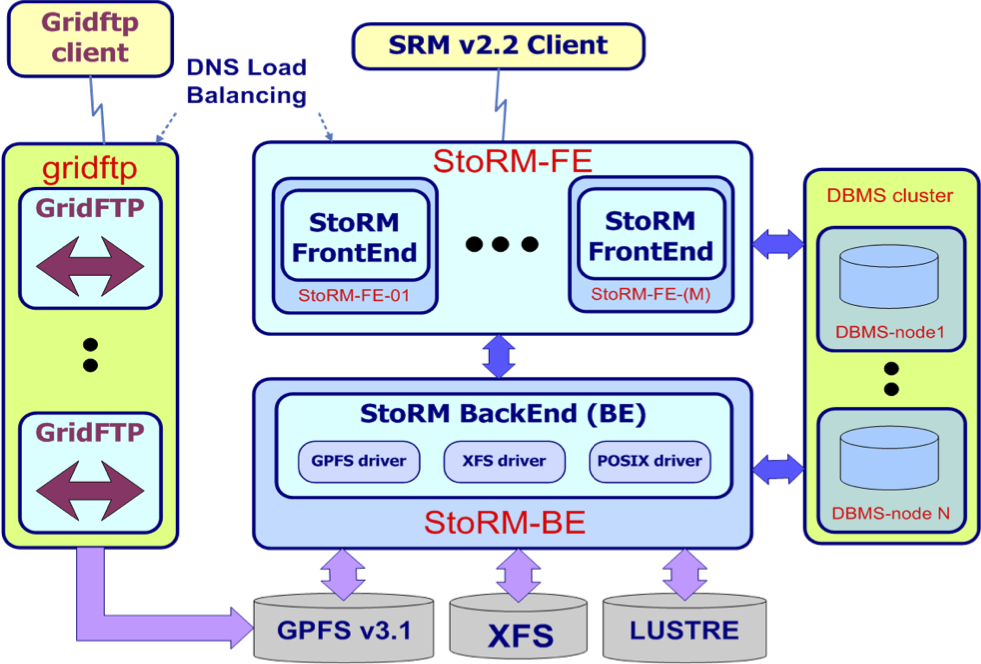 Gridftp
client
SRM v2.2 Client
DNS Load
Balancing
gridftp
GridFTP
GridFTP
StoRM-FE
StoRM
FrontEnd
StoRM-FE-01
StoRM
FrontEnd
StoRM-FE-(M)
DBMS cluster
DBMS-node1
DBMS-node N
StoRM BackEnd (BE)
GPFS driver
XFS driver
POSIX driver
StoRM-BE
GPFS v3.1
XFS
LUSTRE